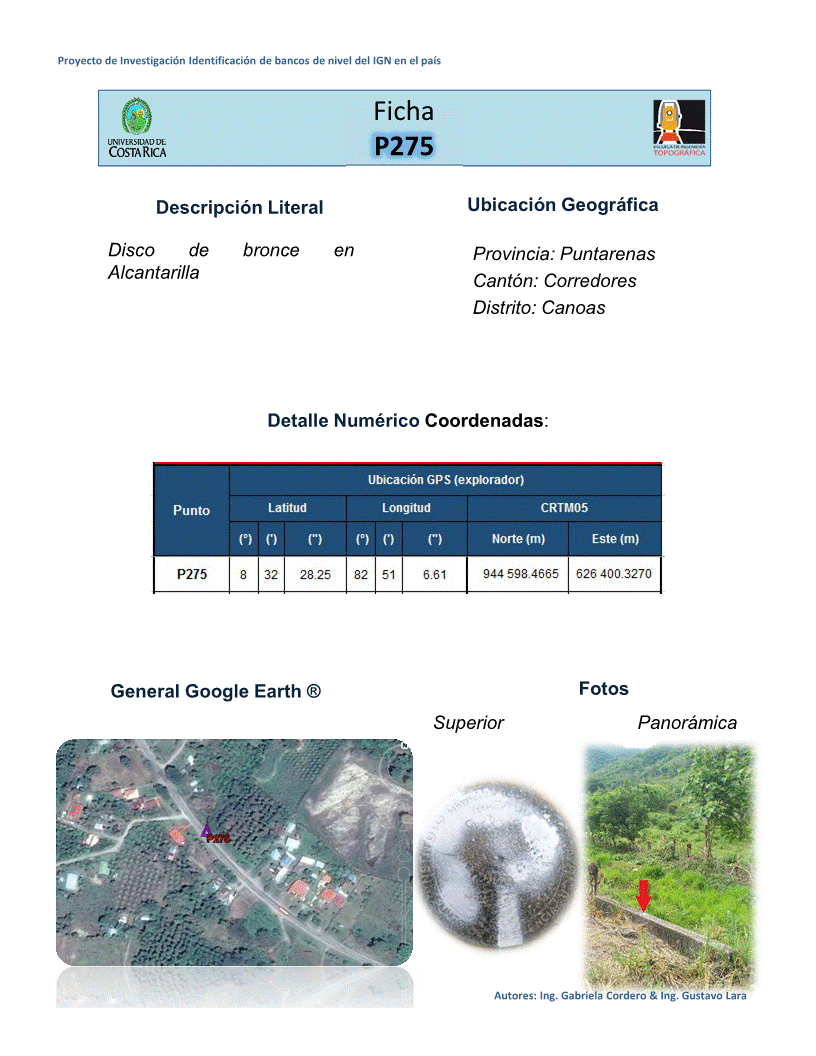 Proyecto de Investigación Identificación de bancos de nivel del IGN en el país
UNIVERSIDAD DE
COSTA RICA
Ficha
P275
ESCUELA DE INGENIERÍA
TOPOGRÁFICA
Descripción Literal
Disco de bronce en
Alcantarilla
Ubicación Geográfica
Provincia: Puntarenas
Cantón: Corredores
Distrito: Canoas
Detalle Numérico Coordenadas:
Punto
Ubicación GPS (explorador)
Latitud Longitud CRTM05
(°) (') (") (°) (') (") Norte (m) Este (m)
P275 8 32 28.25 82 51 6.61 944 598.4665 626 400.3270
General Google Earth ®
N
P275
Fotos
Superior Panorámica
Autores: Ing. Gabriela Cordero & Ing. Gustavo Lara